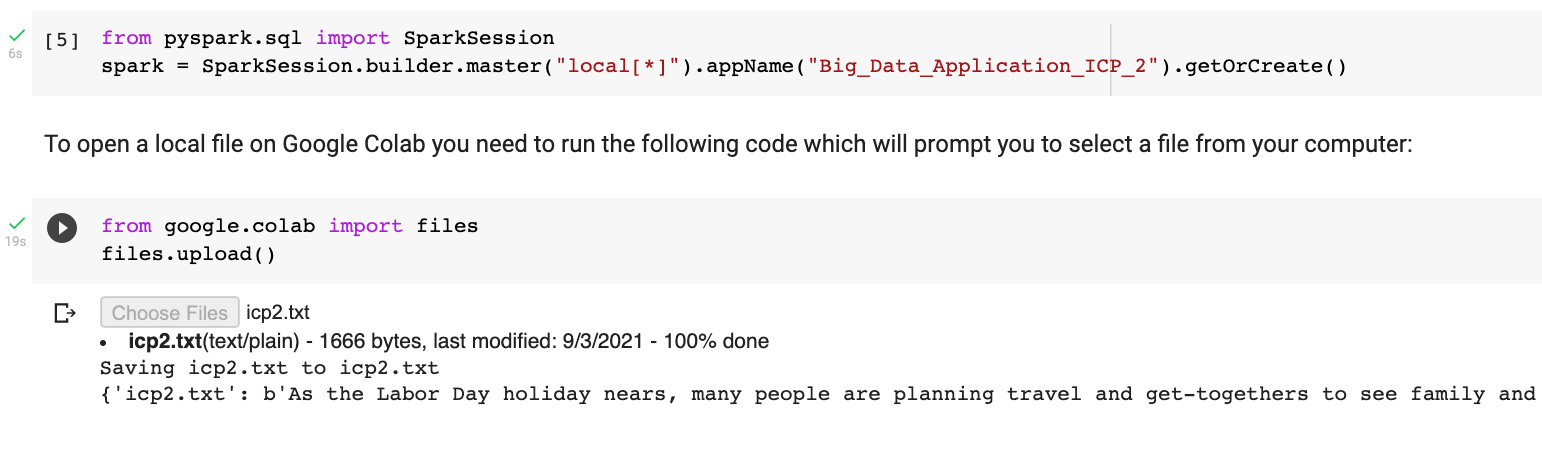 [5] from pyspark.sql import SparkSession
spark = SparkSession.builder.master("local[*]").appName("Big_Data_Application_ICP_2").getOrCreate()
6s
To open a local file on Google Colab you need to run the following code which will prompt you to select a file from your computer:
from google.colab import files
19s
files.upload()
Choose Files icp2.txt
• icp2.txt(text/plain) - 1666 bytes, last modified: 9/3/2021 - 100% done
Saving icp2.txt to icp2.txt
{'icp2.txt': b'As the Labor Day holiday nears, many people are planning travel and get-togethers to see family and